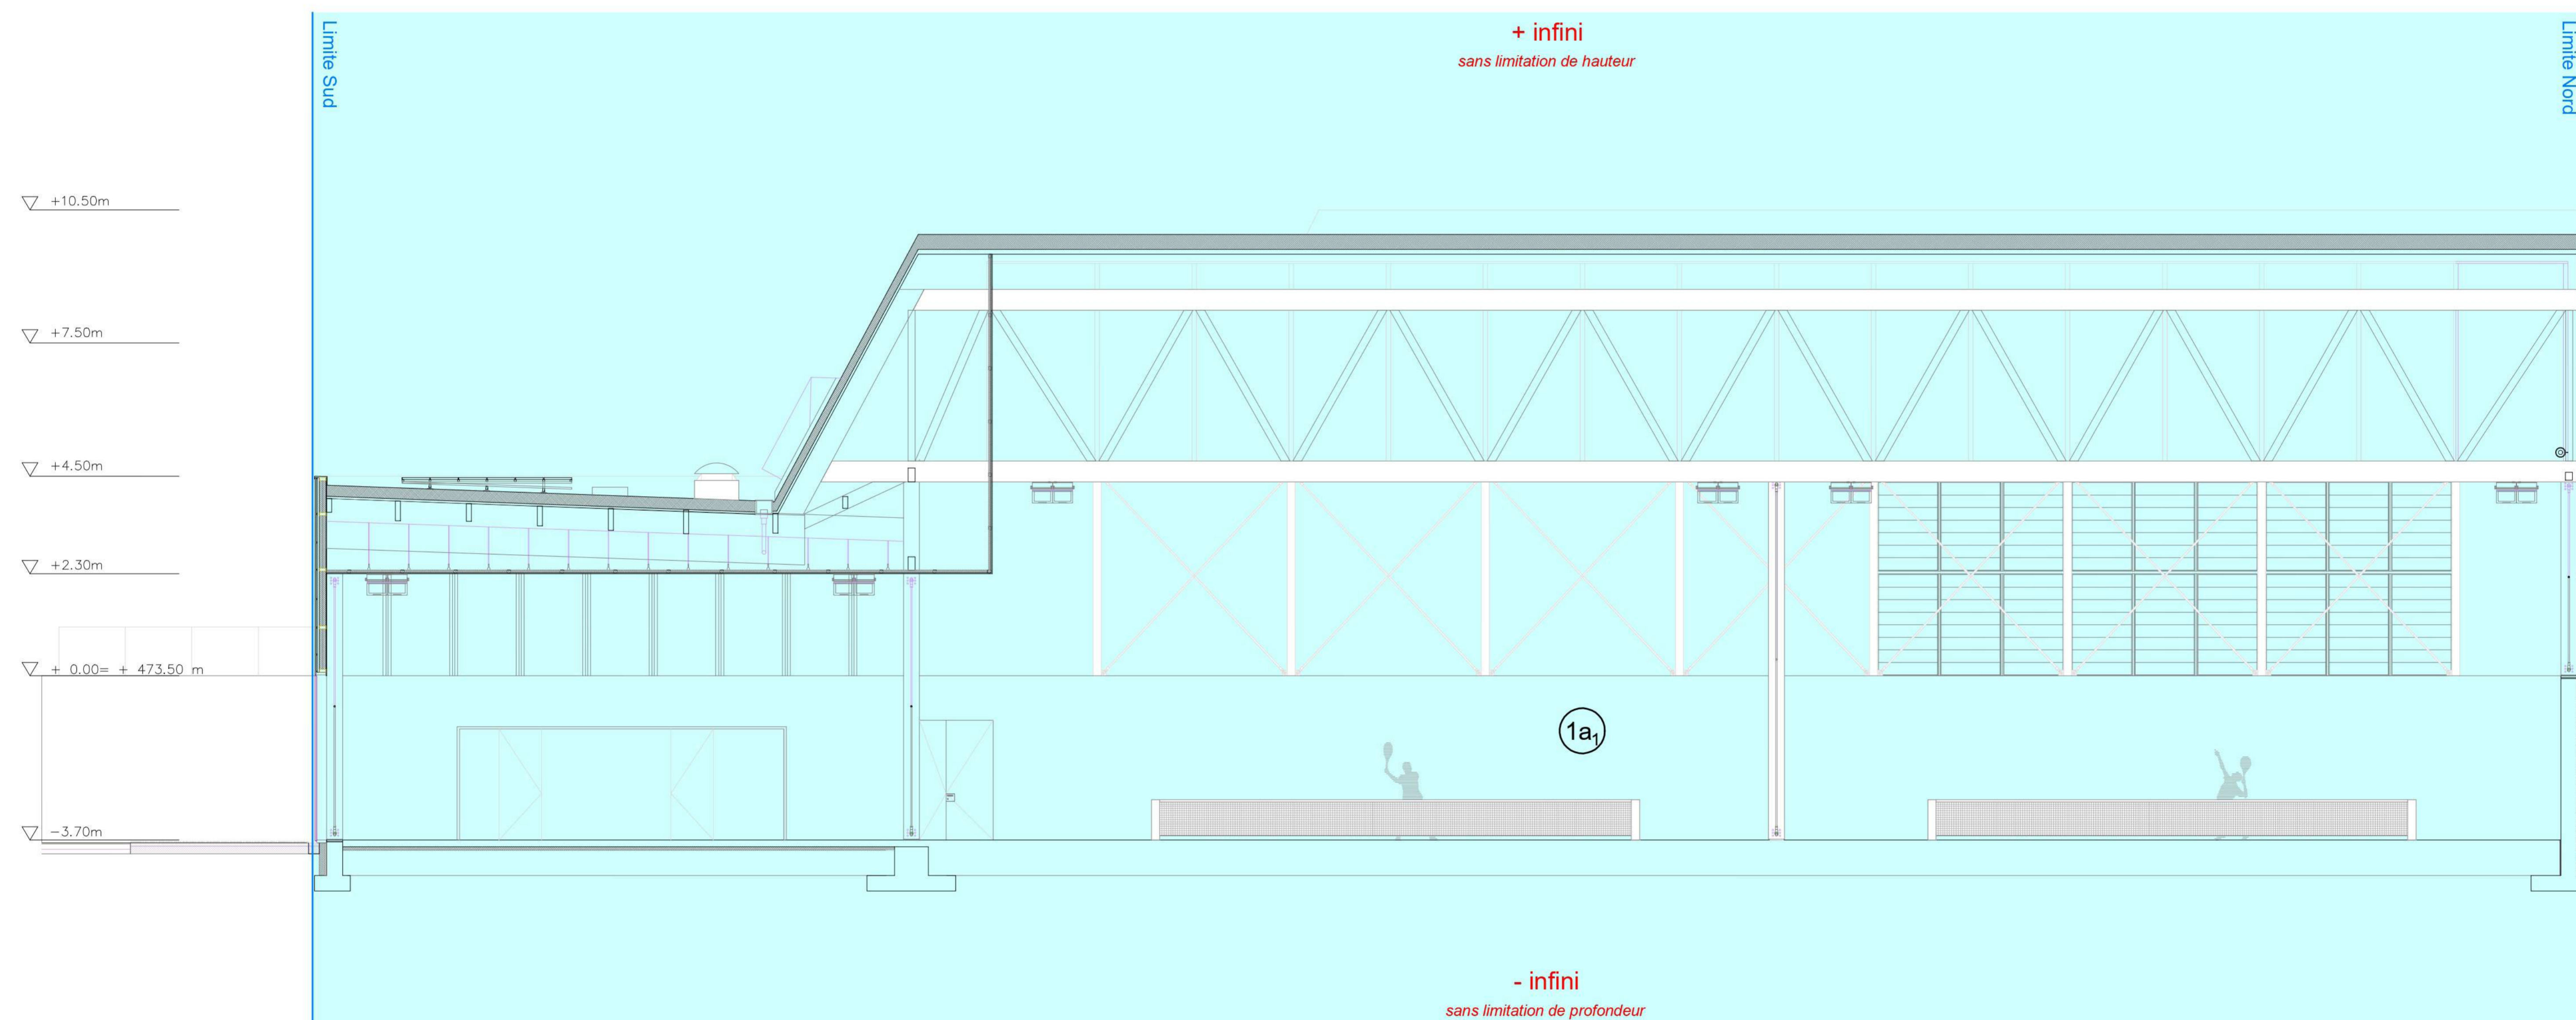 Limite Sud
+ infini
sans limitation de hauteur
Limite Nord
+10.50m
+7.50m
+4.50m
+2.30m
+ 0.00= + 473.50 m
1a1
-3.70m
- infini
sans limitation de profondeur